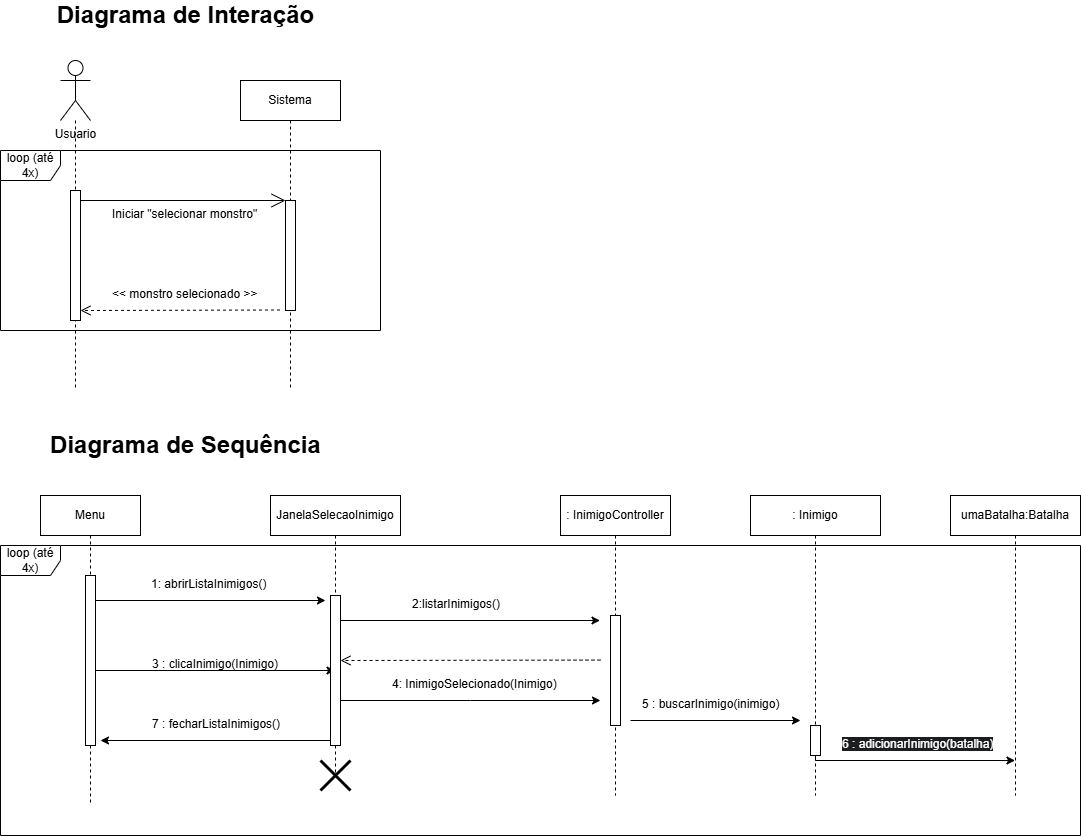 Diagrama de Interação
Sistema
Usuario
loop (até
4x)
Iniciar "selecionar monstro"
<< monstro selecionado >>
Diagrama de Sequência
Menu
JanelaSelecaoInimigo
: InimigoController
: Inimigo
umaBatalha:Batalha
loop (até
4x)
1: abrirListaInimigos()
2:listarInimigos()
3 : clicaInimigo(Inimigo)
4: InimigoSelecionado(Inimigo)
5 : buscarInimigo(inimigo)
7 : fecharListaInimigos()
6 : adicionarInimigo(batalha)